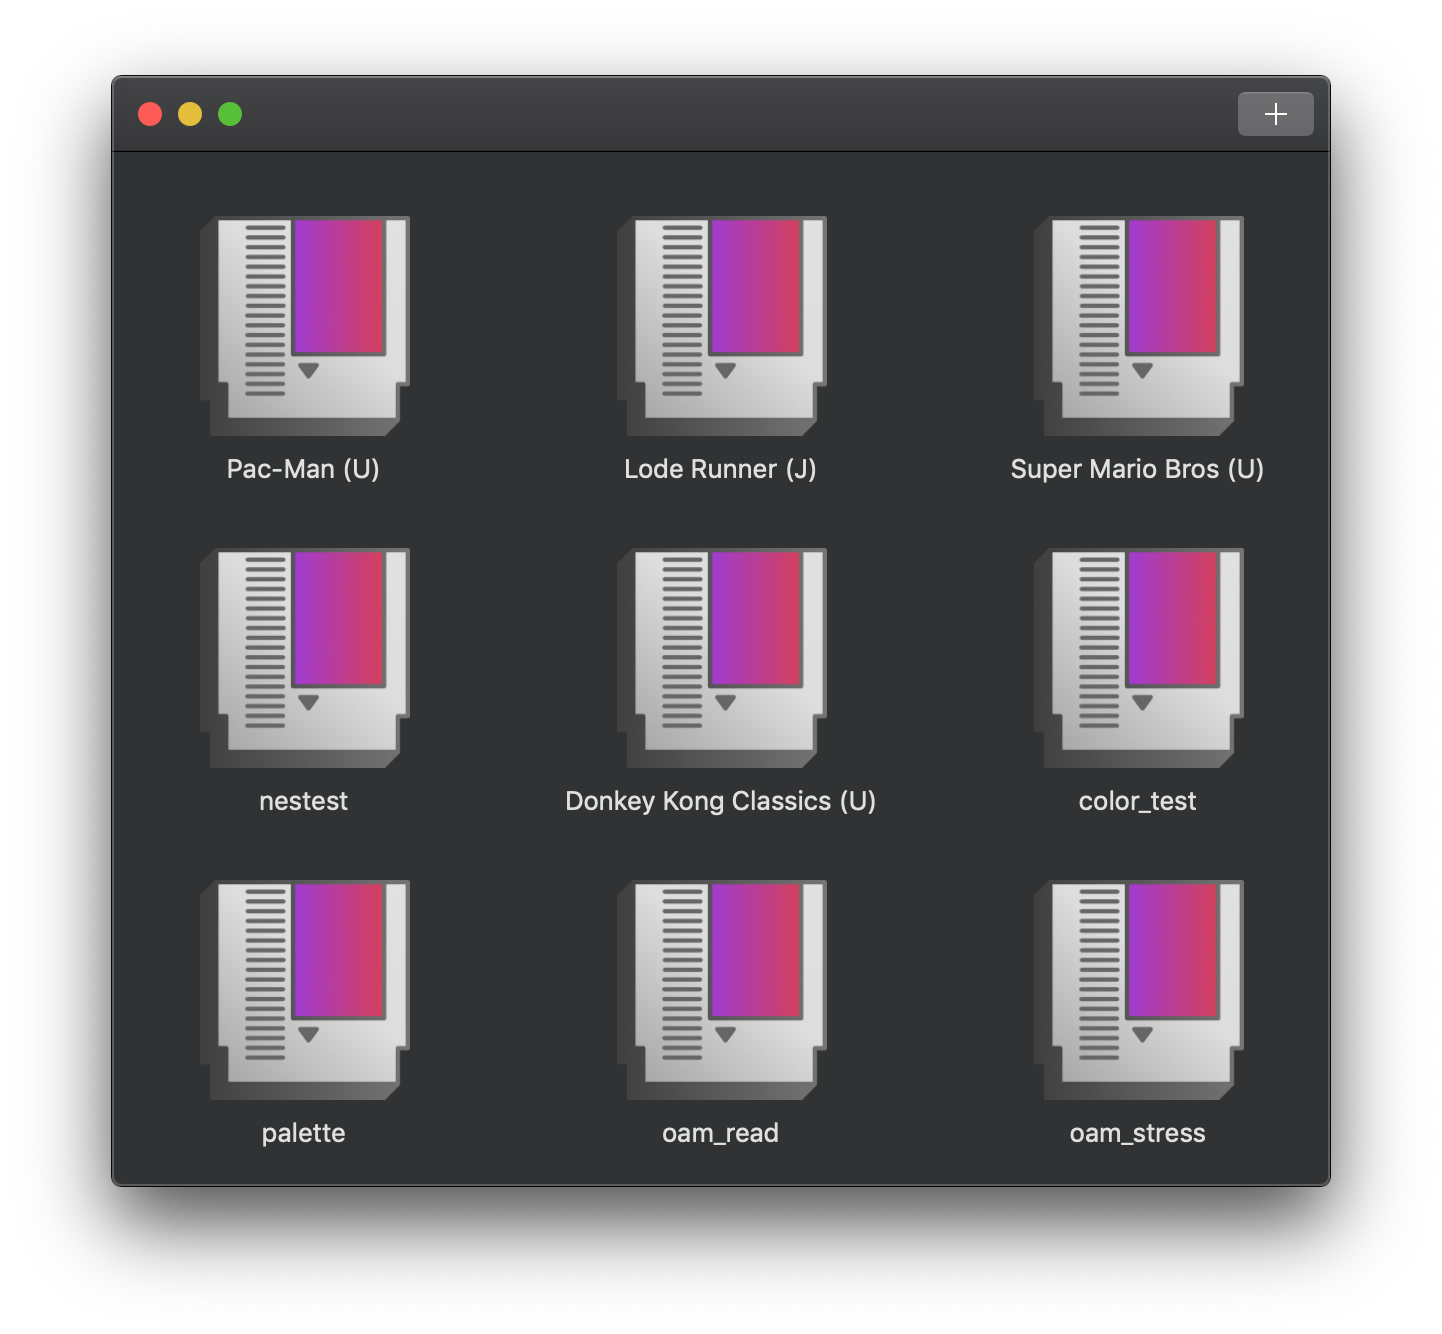 Pac-Man (U)
Lode Runner (J)
Super Mario Bros (U)
nestest
Donkey Kong Classics (U)
color_test
palette
oam_read
oam_stress